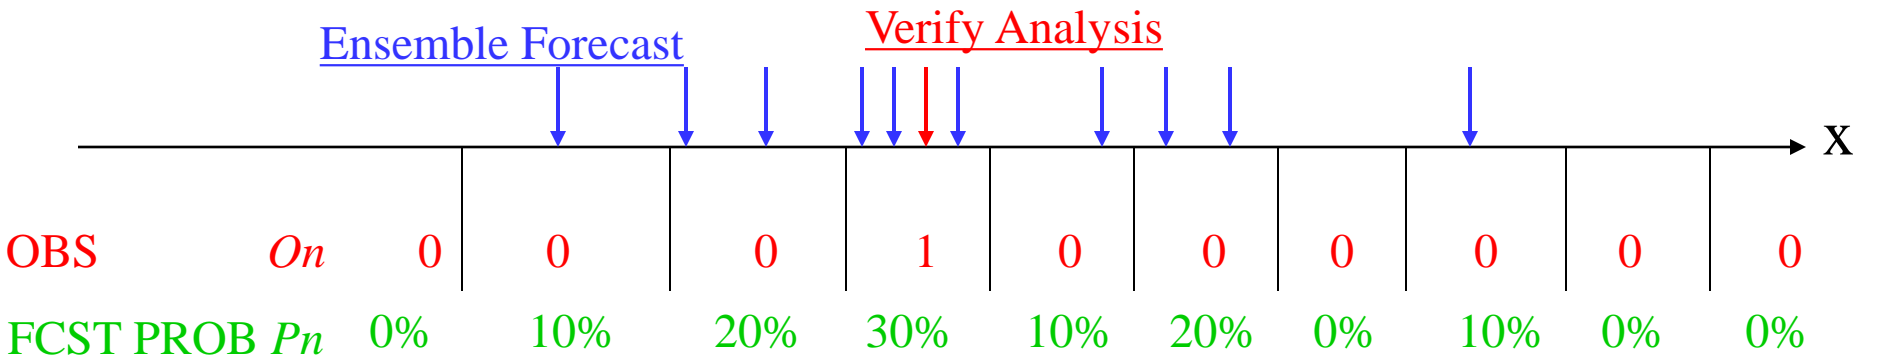 Ensemble Forecast
Verify Analysis
X
OBS On 0 0 0 1 0 0 0 0 0 0
FCST PROB Pn 0% 10% 20% 30% 10% 20% 0% 10% 0% 0%